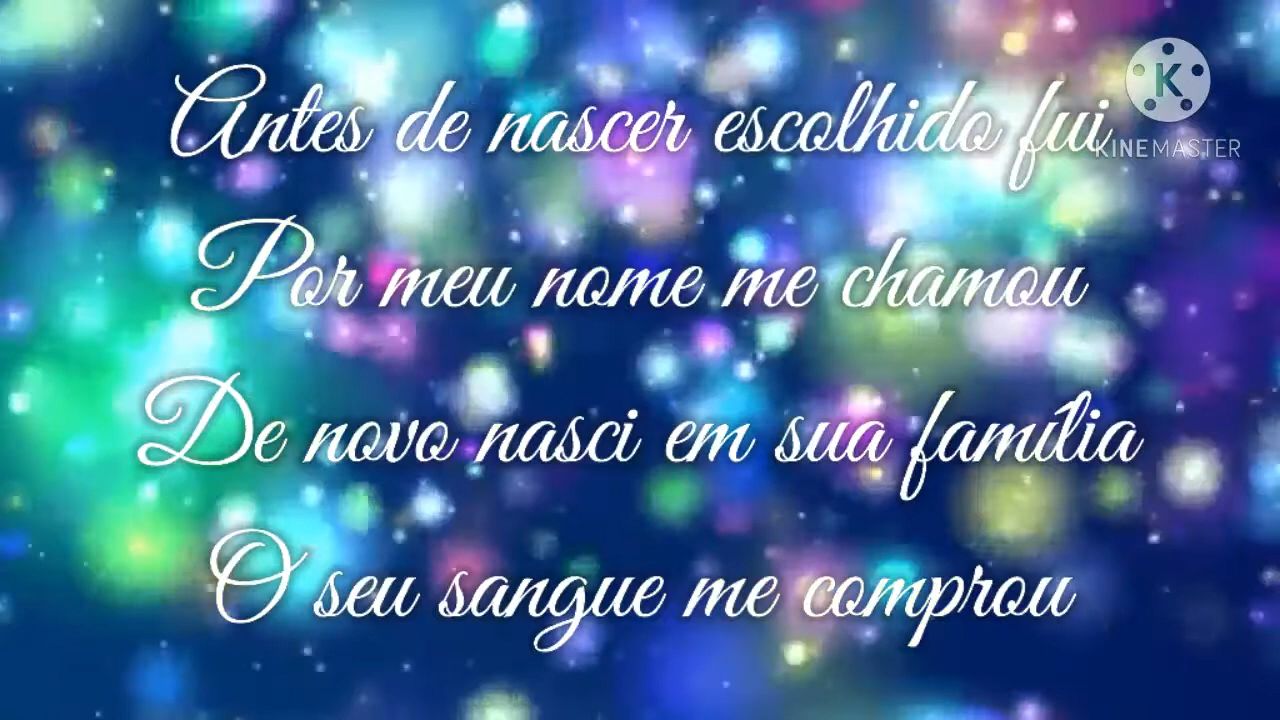 Antes de nascer escolhido fui
Por meu nome me chamou
De novo nasci em sua família
O seu sangue me comprou
K
KINEMASTER